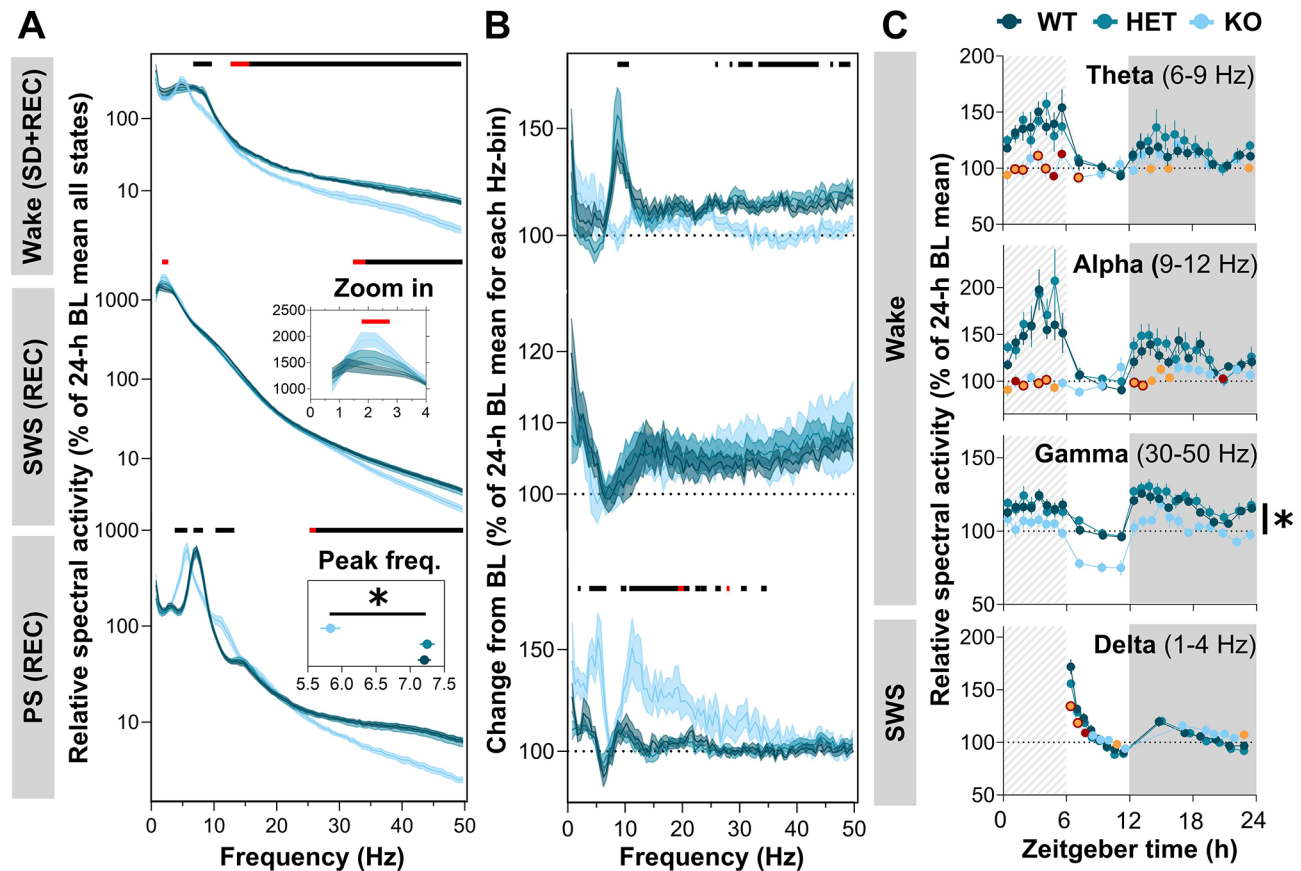 A
B
C
WT HET KO
Wake (SD+REC)
SWS (REC)
PS (REC)
Relative spectral activity (% of 24-h BL mean all states)
100
10
1000
100
10
1000
100
10
Zoom in
2500
2000
1500
1000
0 1 2 3 4
Peak freq.
*
5.5 6.0 6.5 7.0 7.5
0 10 20 30 40 50
Frequency (Hz)
Change from BL (% of 24-h BL mean for each Hz-bin)
150
100
120
110
100
150
100
0 10 20 30 40 50
Frequency (Hz)
Wake
SWS
Relative spectral activity (% of 24-h BL mean)
Theta (6-9 Hz)
200
150
100
50
Alpha (9-12 Hz)
200
150
100
Gamma (30-50 Hz)
150
100
50
*
Delta (1-4 Hz)
200
150
100
50
0 6 12 18 24
Zeitgeber time (h)